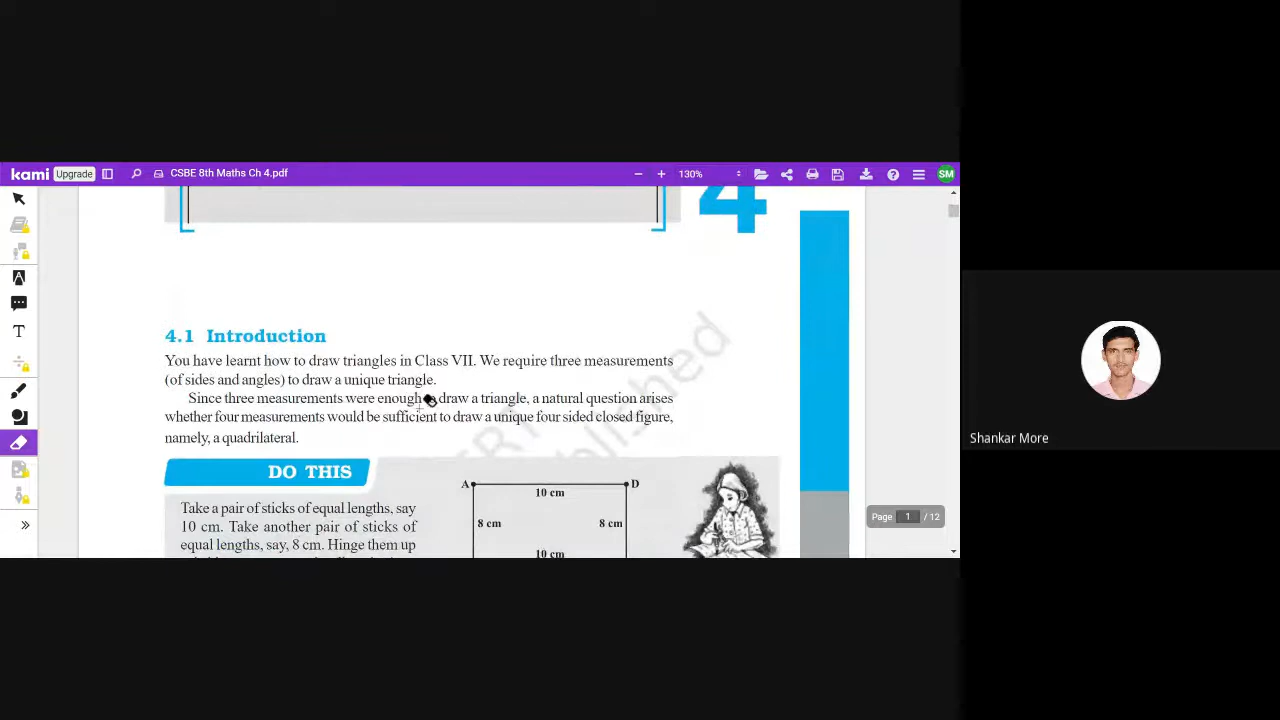 kami Upgrade CSBE 8th Maths Ch 4.pdf 130% SM
4
4.1 Introduction
You have learnt how to draw triangles in Class VII. We require three measurements
(of sides and angles) to draw a unique triangle.
Since three measurements were enough draw a triangle, a natural question arises
whether four measurements would be sufficient to draw a unique four sided closed figure,
namely, a quadrilateral.
DO THIS
Take a pair of sticks of equal lengths, say
10 cm. Take another pair of sticks of
equal lengths, say, 8 cm. Hinge them up
A D
10 cm
8 cm 8 cm
10 cm
Page 1 / 12
Shankar More